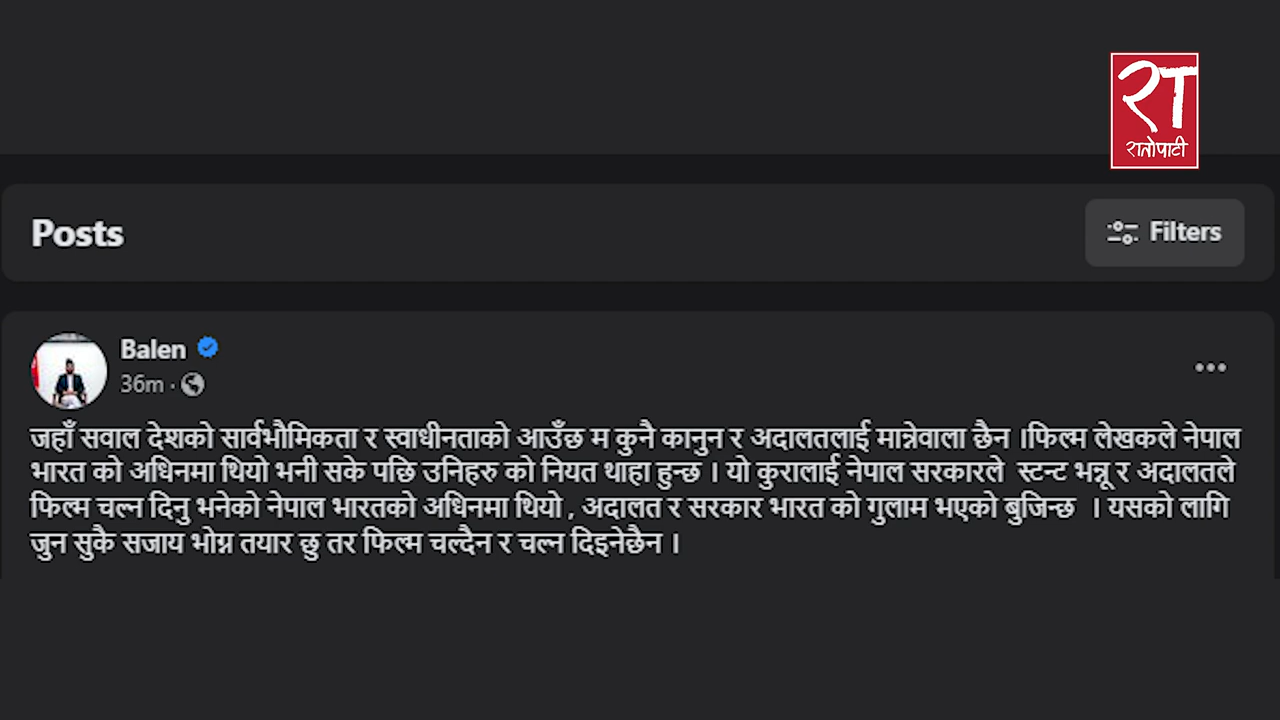 रा
रातोपाटी
Posts
Filters
Balen
36m ·
जहाँ सवाल देशको सार्वभौमिकता र स्वाधीनताको आउँछ म कुनै कानुन र अदालतलाई मान्नेवाला छैन ।फिल्म लेखकले नेपाल
भारत को अधिनमा थियो भनी सके पछि उनिहरु को नियत थाहा हुन्छ । यो कुरालाई नेपाल सरकारले स्टन्ट भन्नू र अदालतले
फिल्म चल्न दिनु भनेको नेपाल भारतको अधिनमा थियो , अदालत र सरकार भारत को गुलाम भएको बुजिन्छ । यसको लागि
जुन सुकै सजाय भोग्न तयार छु तर फिल्म चल्दैन र चल्न दिइनेछैन ।